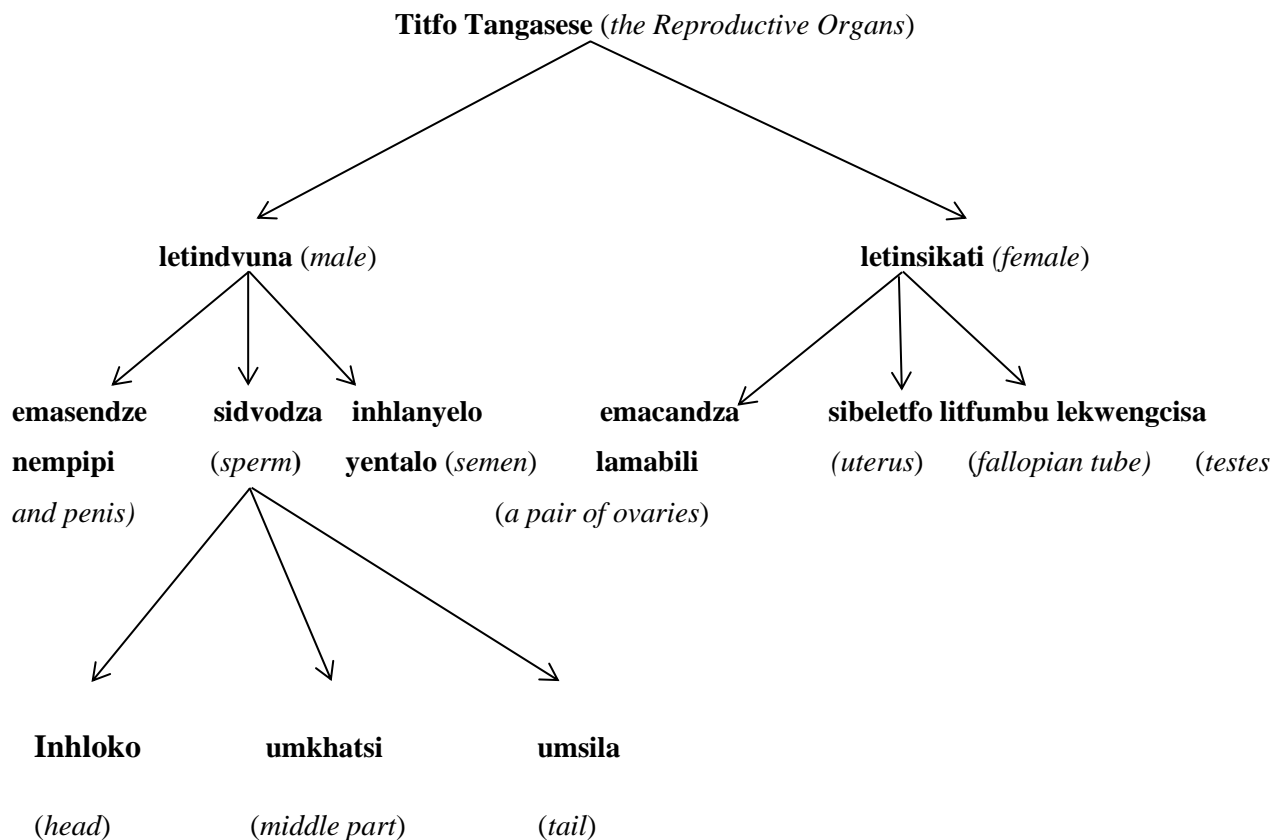 Titfo Tangasese (the Reproductive Organs)
letindvuna (male) letinsikati (female)
emasendze sidvodza inhlanyelo emacandza sibeletfo litfumbu lekwengcisa
nempipi (sperm) yentalo (semen) lamabili (uterus) (fallopian tube) (testes
and penis) (a pair of ovaries)
Inhloko umkhatsi umsila
(head) (middle part) (tail)